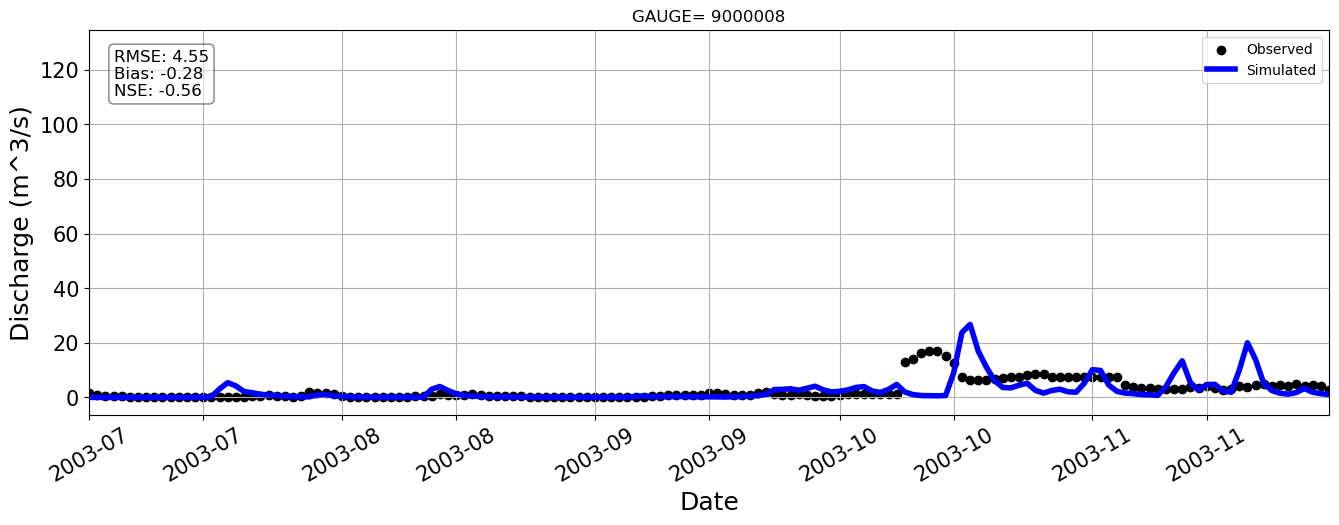 GAUGE= 9000008
RMSE: 4.55
Bias: -0.28
NSE: -0.56
Observed
Simulated
Discharge (m^3/s)
120
100
80
60
40
20
0
2003-07 2003-07 2003-08 2003-08 2003-09 2003-09 2003-10 2003-10 2003-11 2003-11
Date